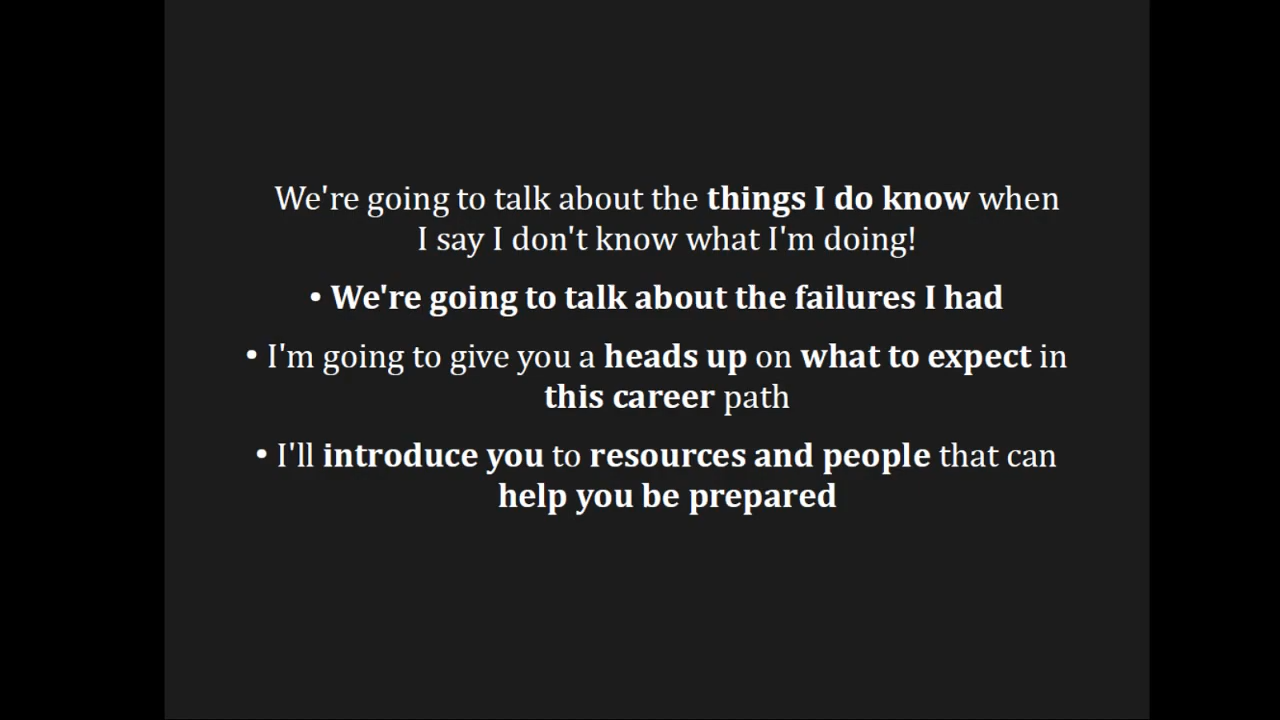 We're going to talk about the things I do know when
I say I don't know what I'm doing!
• We're going to talk about the failures I had
• I'm going to give you a heads up on what to expect in
this career path
• I'll introduce you to resources and people that can
help you be prepared